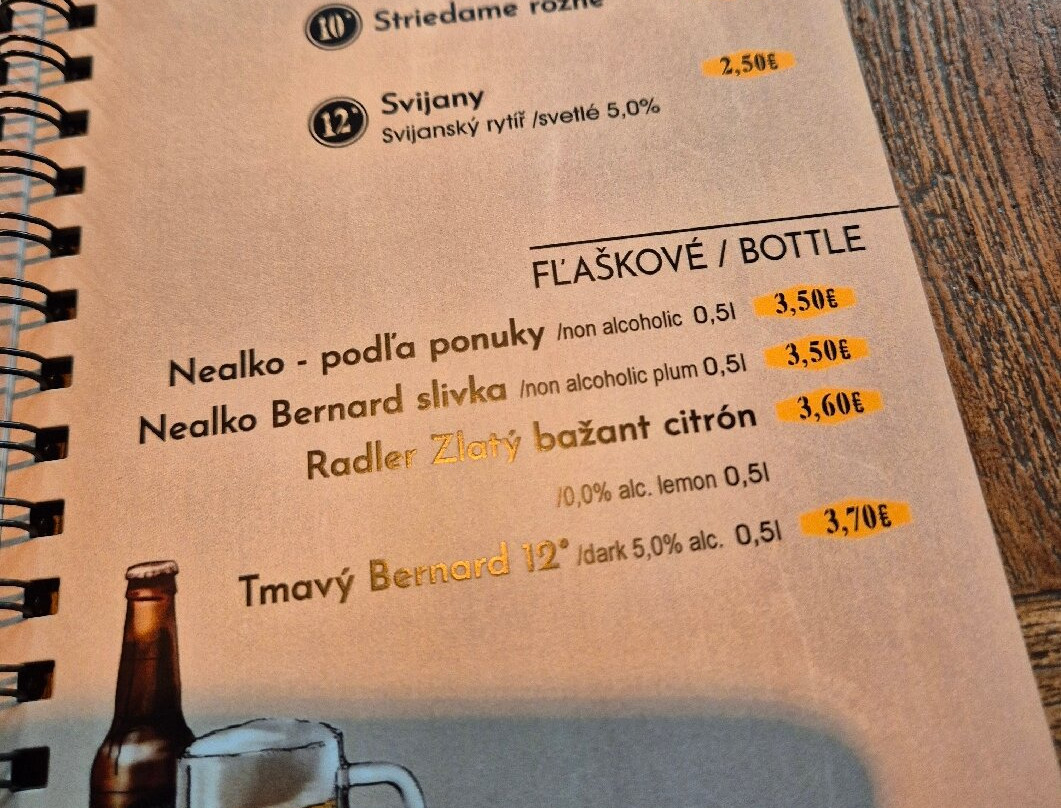 10° Striedame rôzne
2,50€
12° Svijany
Svijanský rytíř /svetlé 5,0%
FĽAŠKOVÉ / BOTTLE
Nealko - podľa ponuky /non alcoholic 0,5l 3,50€
Nealko Bernard slivka /non alcoholic plum 0,5l 3,50€
Radler Zlatý bažant citrón 3,60€
/0,0% alc. lemon 0,5l
Tmavý Bernard 12° /dark 5,0% alc. 0,5l 3,70€